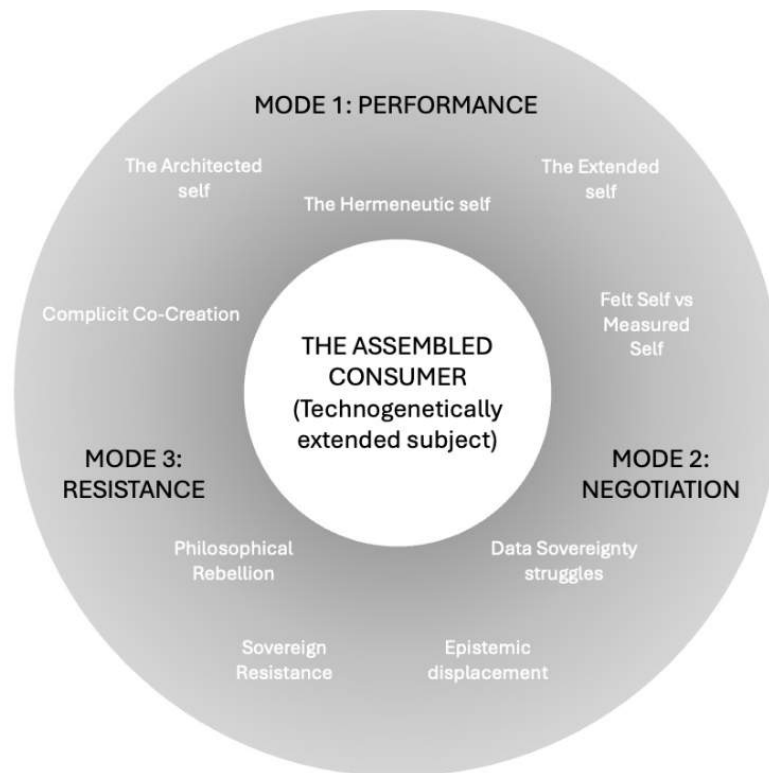 MODE 1: PERFORMANCE
The Architected
self
The Hermeneutic self
The Extended
self
Complicit Co-Creation
Felt Self vs
Measured
Self
THE ASSEMBLED
CONSUMER
(Technogenetically
extended subject)
MODE 3:
RESISTANCE
MODE 2:
NEGOTIATION
Philosophical
Rebellion
Data Sovereignty
struggles
Sovereign
Resistance
Epistemic
displacement